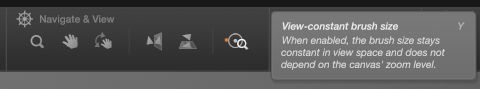 Navigate & View
View-constant brush size Y
When enabled, the brush size stays
constant in view space and does not
depend on the canvas' zoom level.